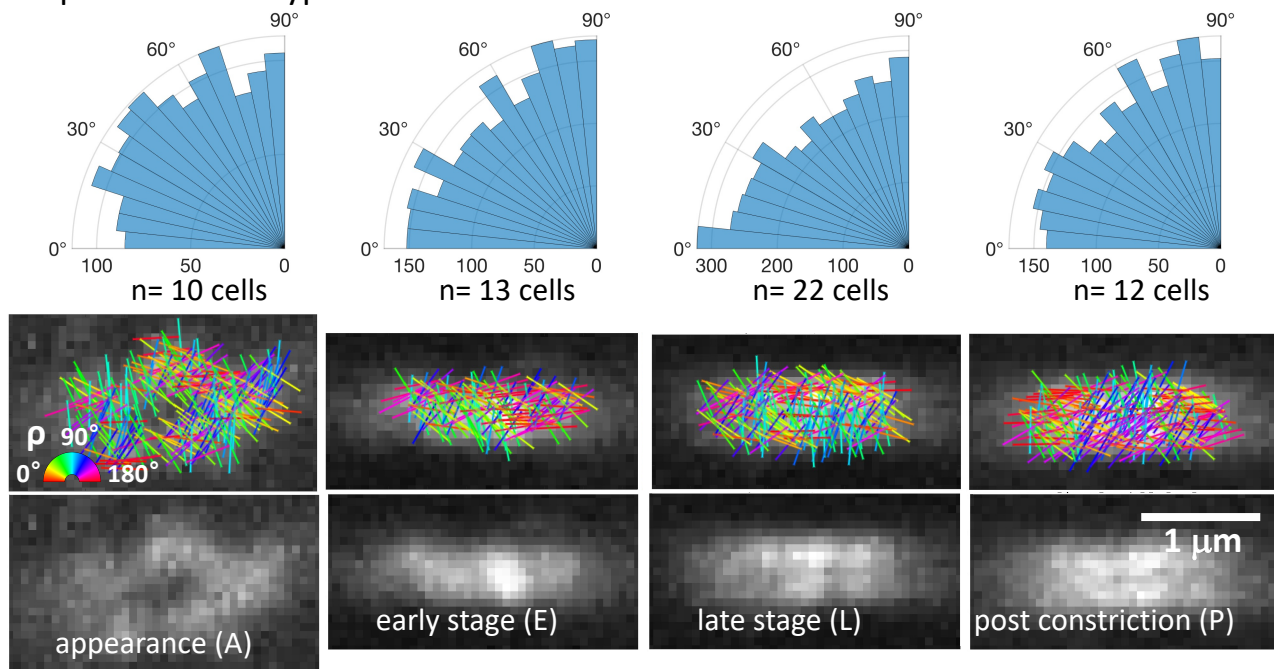 90° 90° 90° 90°
60° 60° 60° 60°
30° 30° 30° 30°
0° 0° 0° 0°
100 50 0 150 100 50 0 300 200 100 0 150 100 50 0
n= 10 cells n= 13 cells n= 22 cells n= 12 cells
ρ 90°
0° 180°
1 μm
appearance (A) early stage (E) late stage (L) post constriction (P)